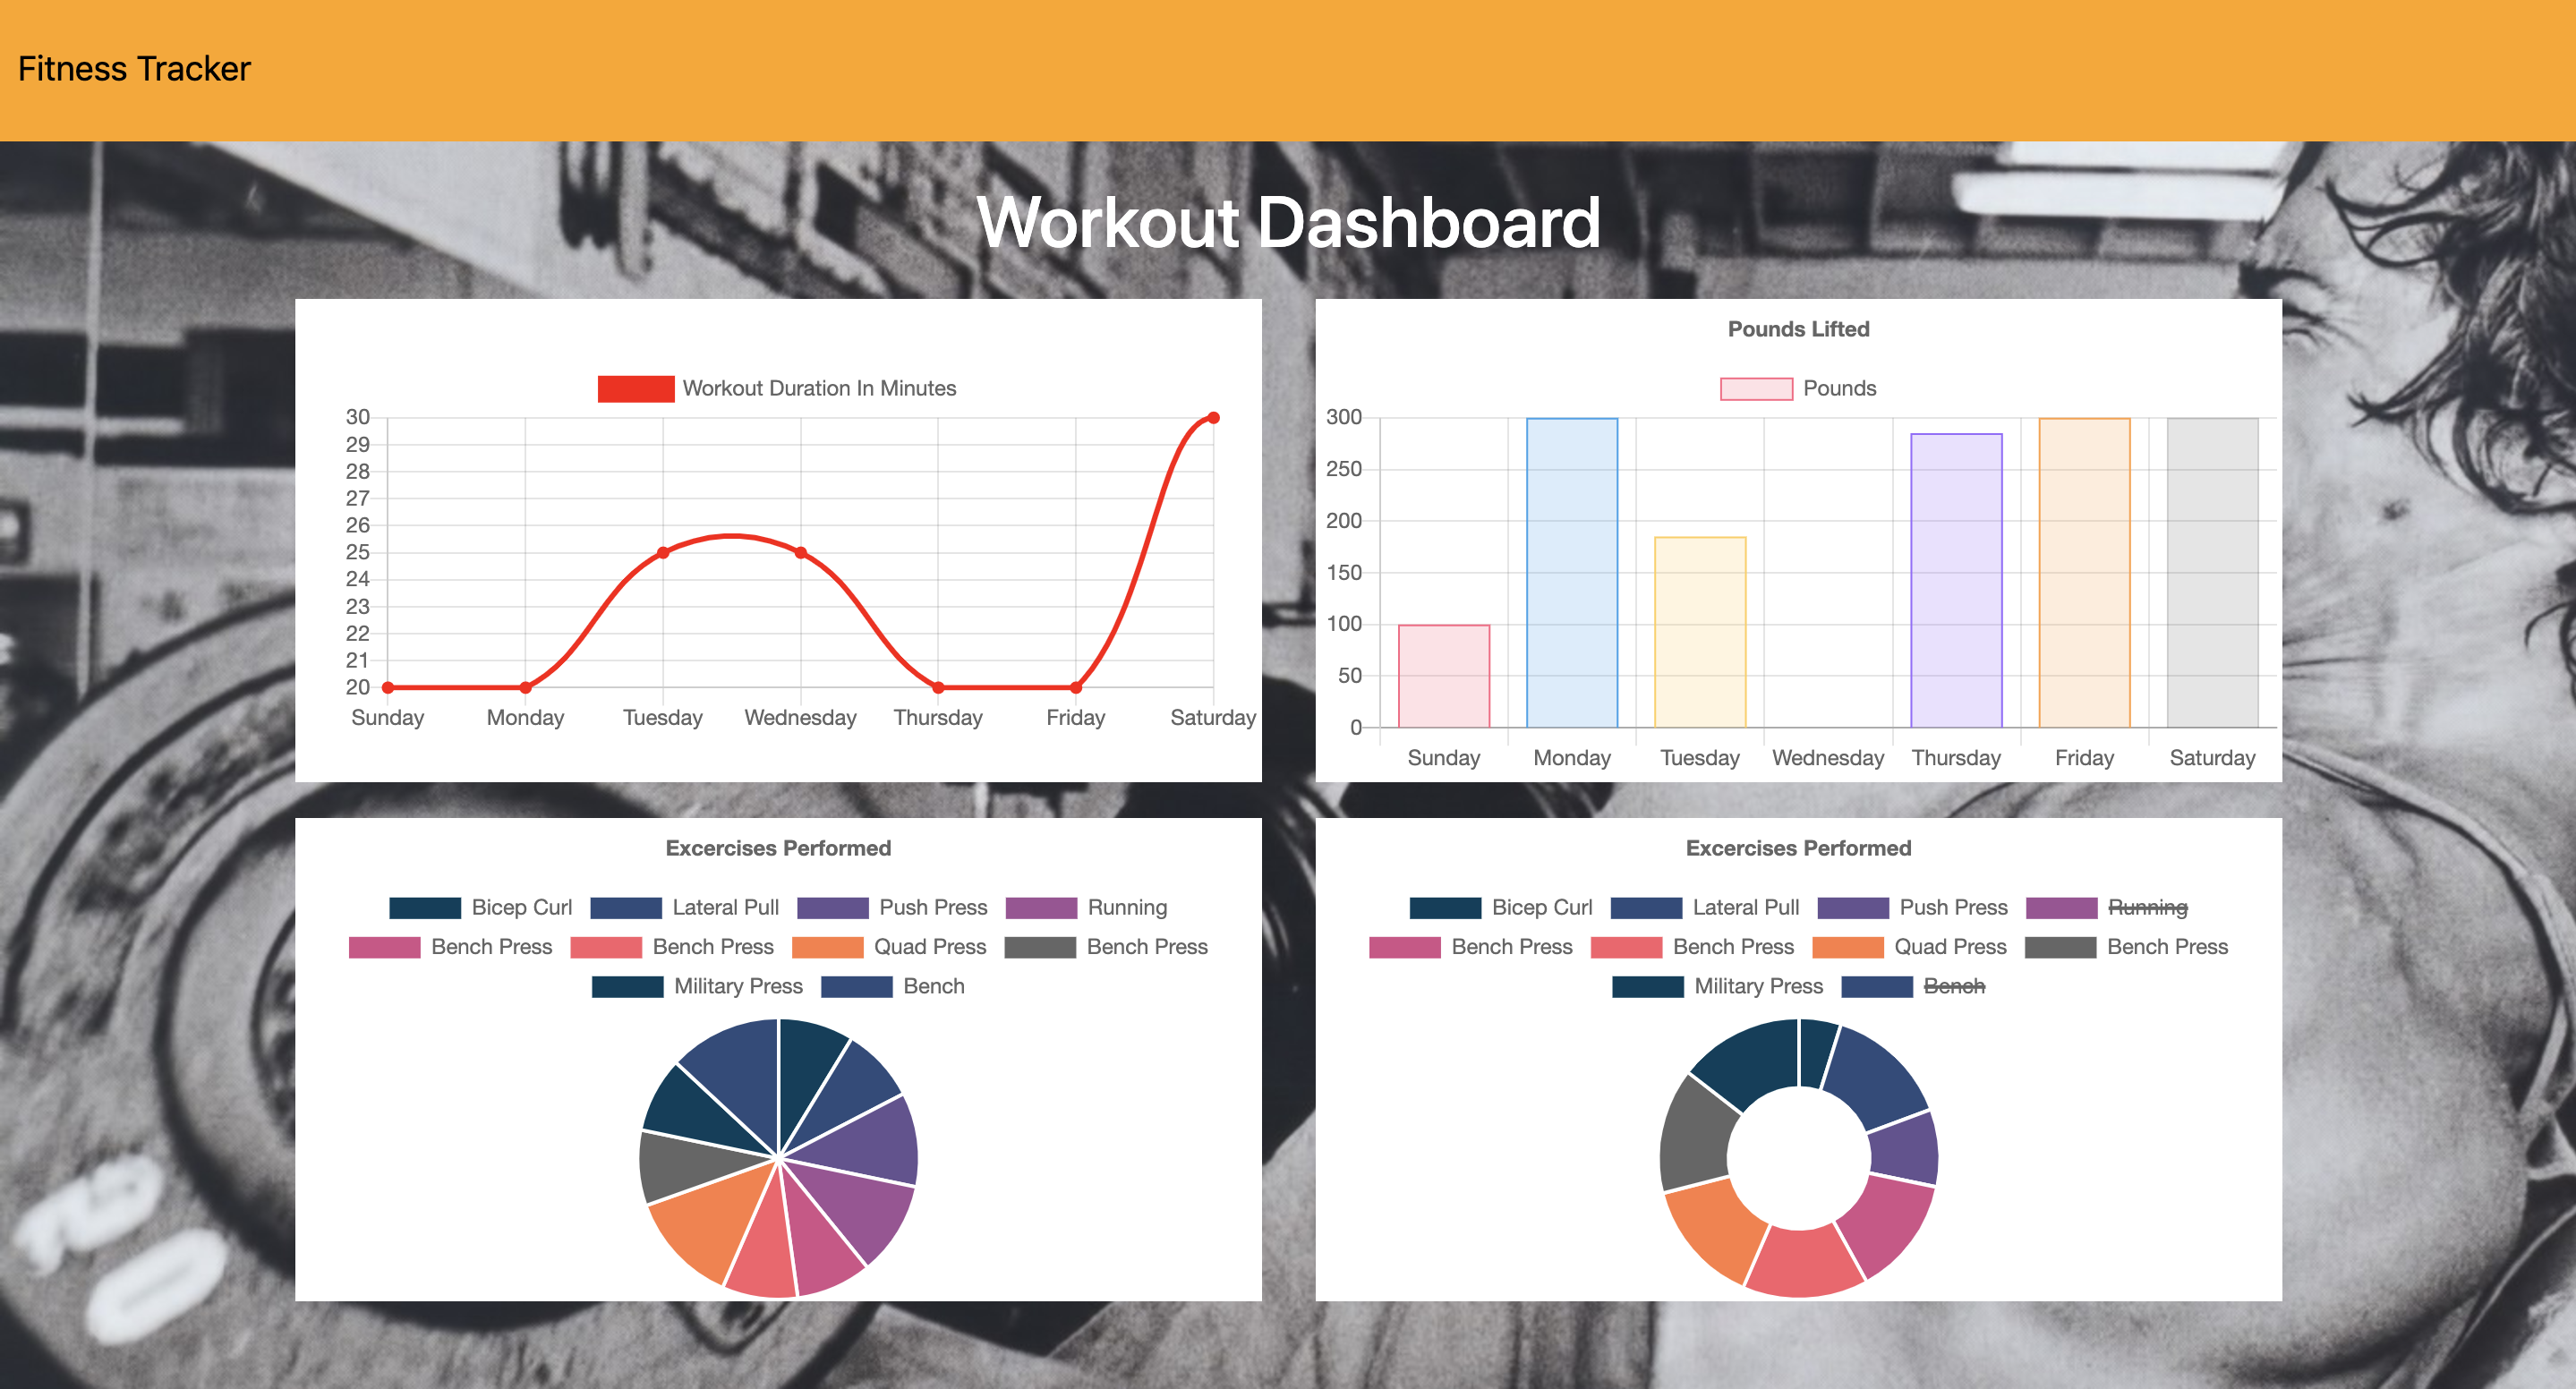 Fitness Tracker
Workout Dashboard
Workout Duration In Minutes
30
29
28
27
26
25
24
23
22
21
20
Sunday Monday Tuesday Wednesday Thursday Friday Saturday
Pounds Lifted
Pounds
300
250
200
150
100
50
0
Sunday Monday Tuesday Wednesday Thursday Friday Saturday
Excercises Performed
Bicep Curl Lateral Pull Push Press Running
Bench Press Bench Press Quad Press Bench Press
Military Press Bench
Excercises Performed
Bicep Curl Lateral Pull Push Press Running
Bench Press Bench Press Quad Press Bench Press
Military Press Bench
20